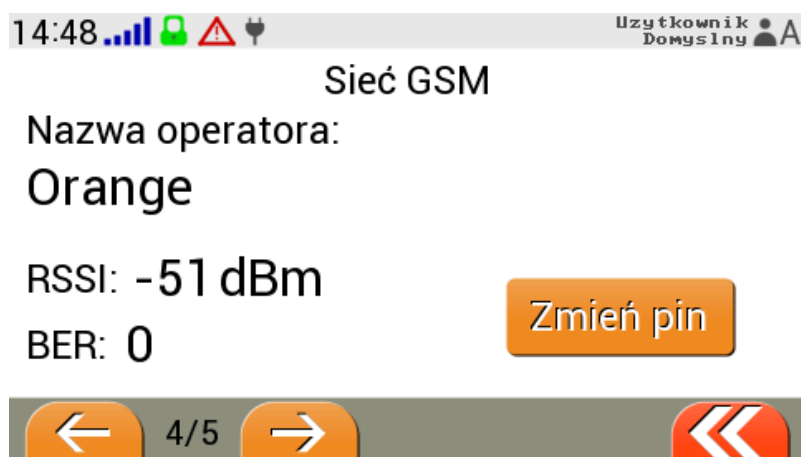 14:48
Uzytkownik
Domyslny
A
Sieć GSM
Nazwa operatora:
Orange
RSSI: -51 dBm
Zmień pin
BER: 0
4/5